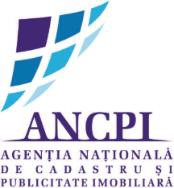 ANCPI
AGENȚIA NAȚIONALĂ
DE CADASTRU ȘI
PUBLICITATE IMOBILIARĂ